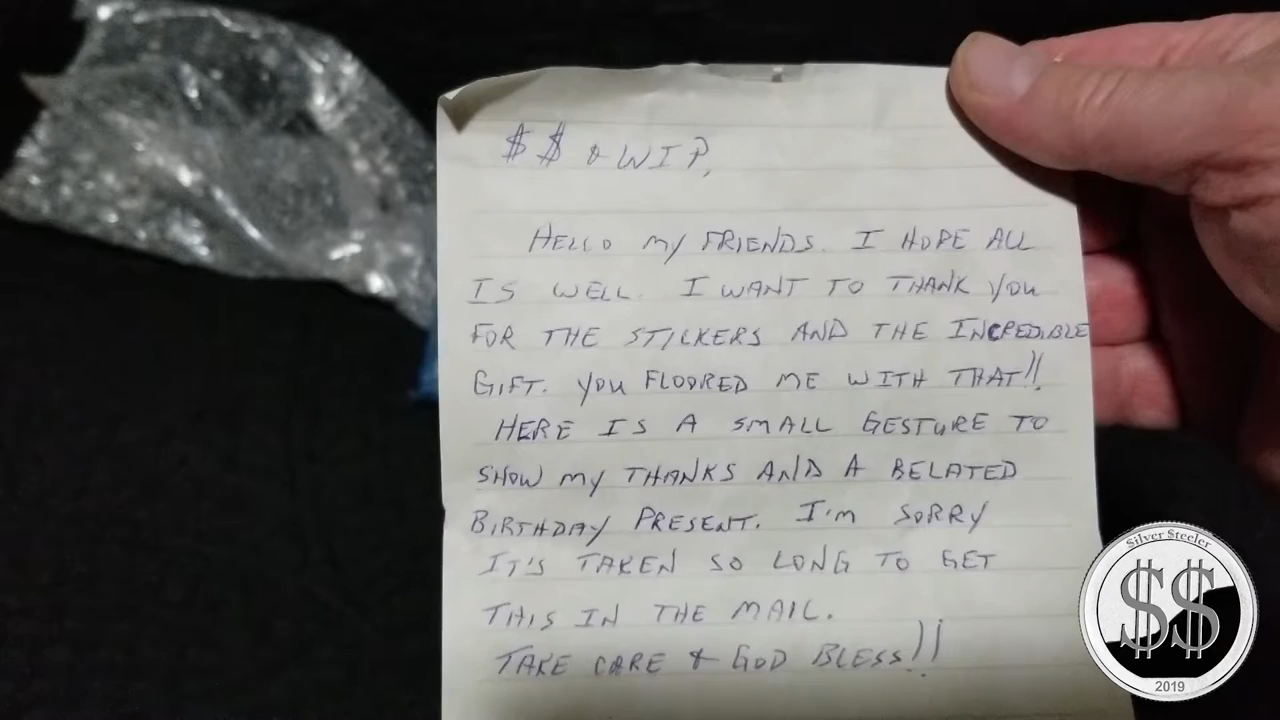 $$ & WIP,
HELLO MY FRIENDS. I HOPE ALL
IS WELL. I WANT TO THANK YOU
FOR THE STICKERS AND THE INCREDIBLE
GIFT. YOU FLOORED ME WITH THAT!!
HERE IS A SMALL GESTURE TO
SHOW MY THANKS AND A BELATED
BIRTHDAY PRESENT. I'M SORRY
IT'S TAKEN SO LONG TO GET
THIS IN THE MAIL.
TAKE CARE & GOD BLESS!!
$ilver $teeler
$$
2019